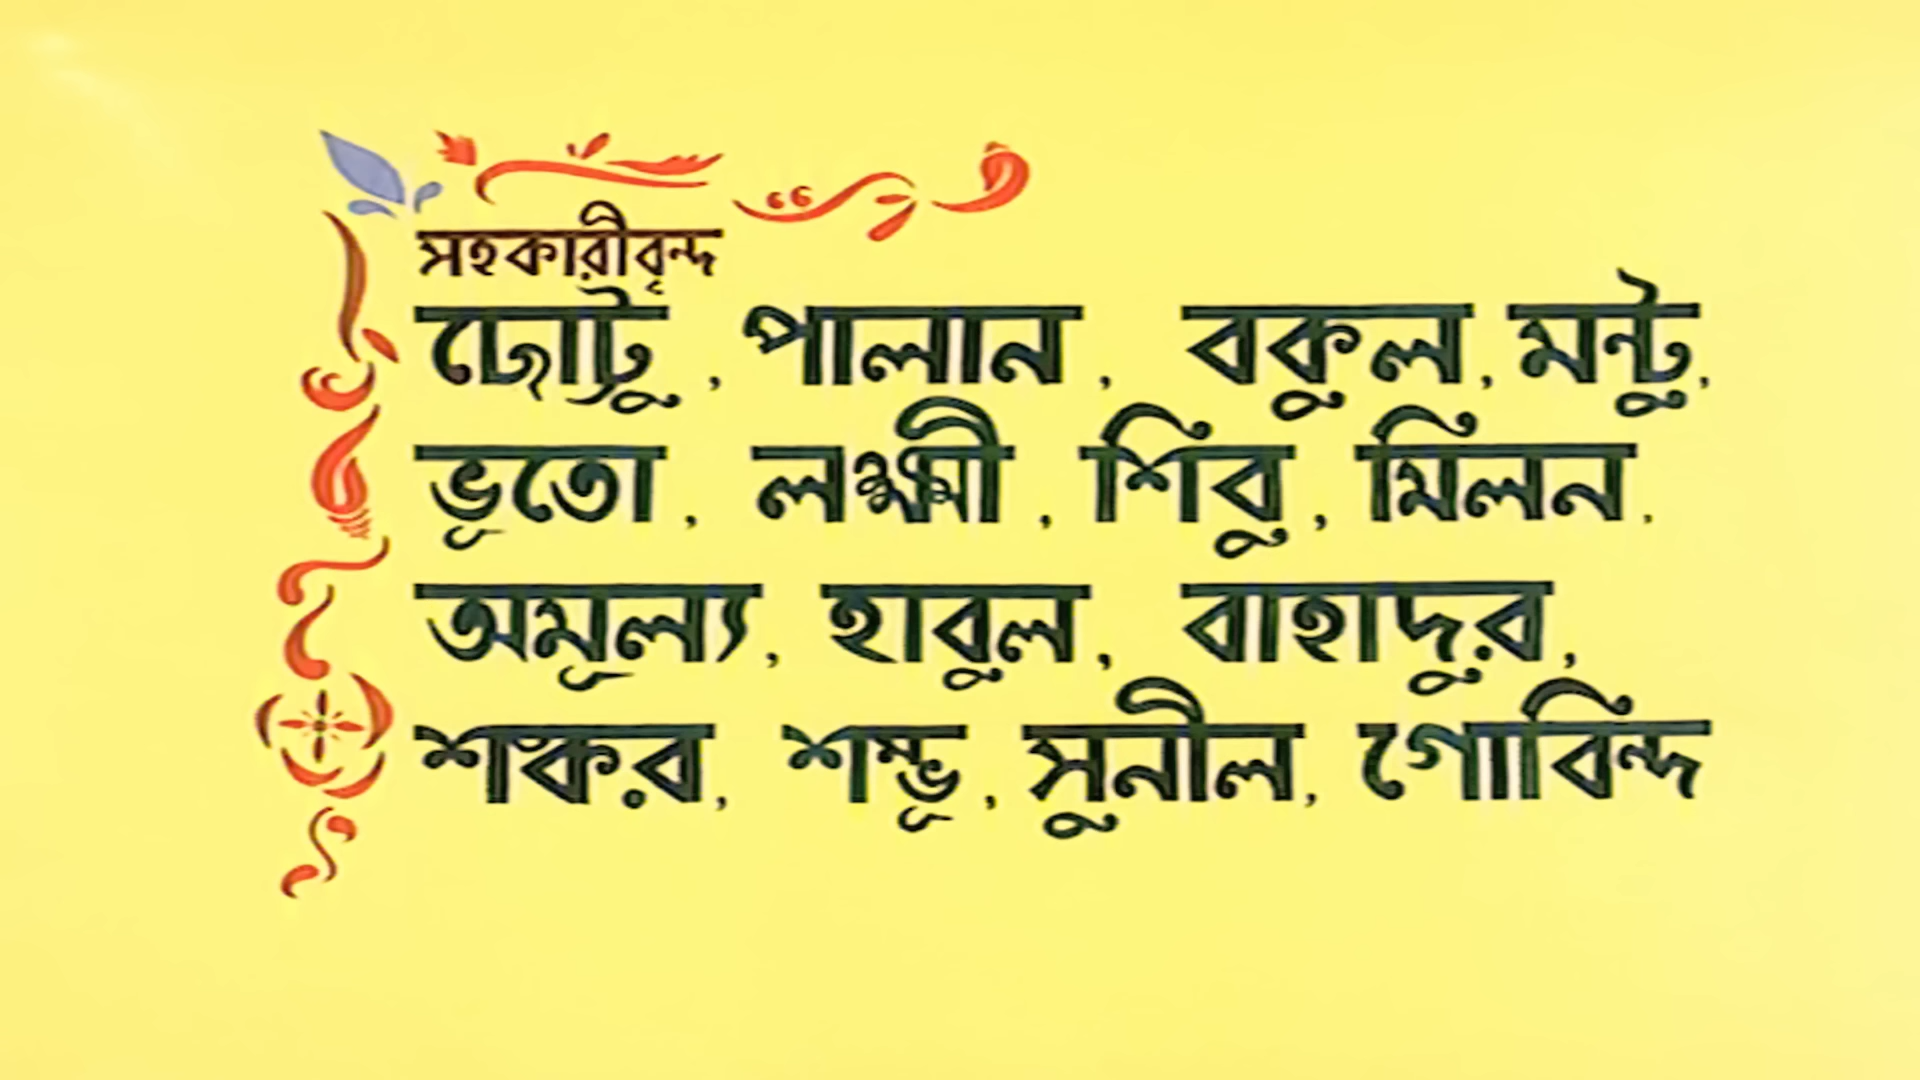 সহকারীবৃন্দ
ছোট্টু, পালান, বকুল, মন্টু,
ভূতো, লক্ষ্মী, শিবু, মিলন,
অমূল্য, হাবুল, বাহাদুর,
শঙ্কর, শম্ভূ, সুনীল, গোবিন্দ